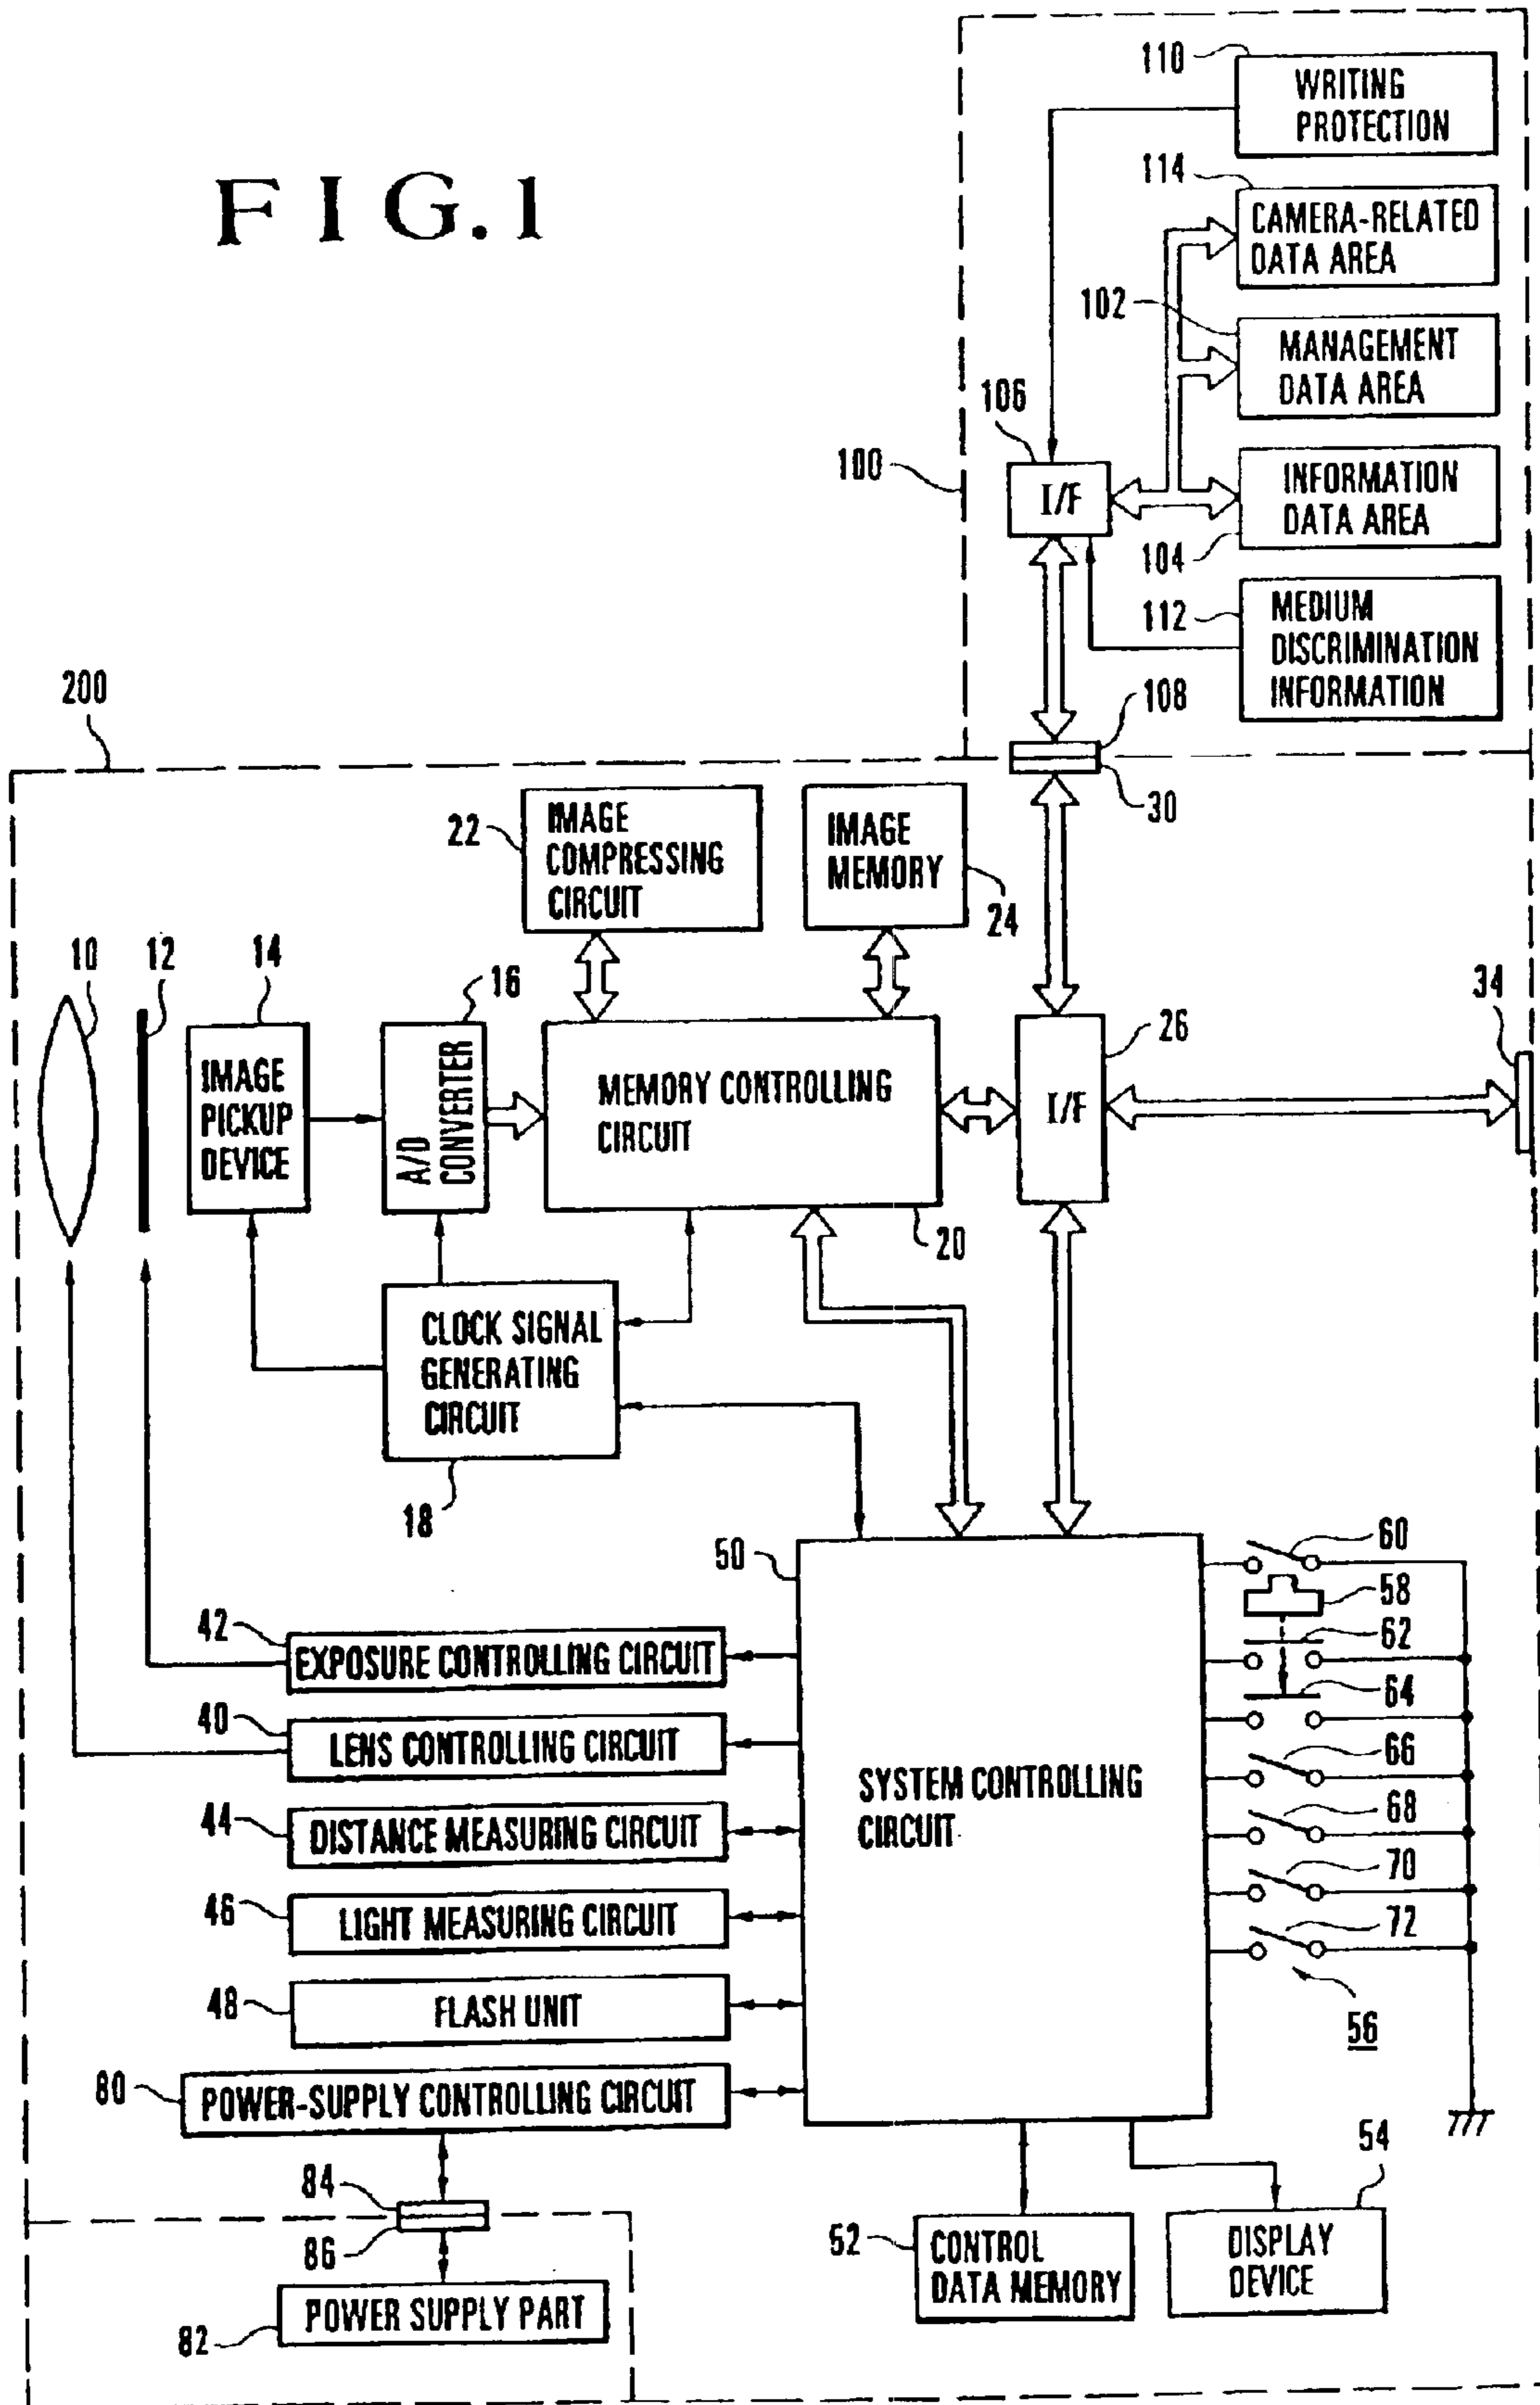 FIG.1
110
WRITING
PROTECTION
114
CAMERA-RELATED
DATA AREA
102
MANAGEMENT
DATA AREA
106
I/F
100
INFORMATION
DATA AREA
104
112
MEDIUM
DISCRIMINATION
INFORMATION
108
30
200
22
IMAGE
COMPRESSING
CIRCUIT
IMAGE
MEMORY
24
10
12
14
IMAGE
PICKUP
DEVICE
16
A/D
CONVERTER
MEMORY CONTROLLING
CIRCUIT
20
26
I/F
34
CLOCK SIGNAL
GENERATING
CIRCUIT
18
50
SYSTEM CONTROLLING
CIRCUIT
60
58
62
64
66
68
70
72
56
42
EXPOSURE CONTROLLING CIRCUIT
40
LENS CONTROLLING CIRCUIT
44
DISTANCE MEASURING CIRCUIT
46
LIGHT MEASURING CIRCUIT
48
FLASH UNIT
80
POWER-SUPPLY CONTROLLING CIRCUIT
84
86
82
POWER SUPPLY PART
52
CONTROL
DATA MEMORY
54
DISPLAY
DEVICE